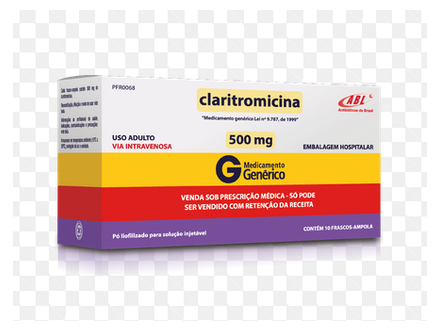 PFR0068
claritromicina
"Medicamento genérico Lei nº 9.787, de 1999"
ABL
Antibióticos do Brasil
USO ADULTO
VIA INTRAVENOSA
500 mg
EMBALAGEM HOSPITALAR
G Medicamento
Genérico
VENDA SOB PRESCRIÇÃO MÉDICA - SÓ PODE
SER VENDIDO COM RETENÇÃO DA RECEITA
Pó liofilizado para solução injetável
CONTÉM 10 FRASCOS-AMPOLA